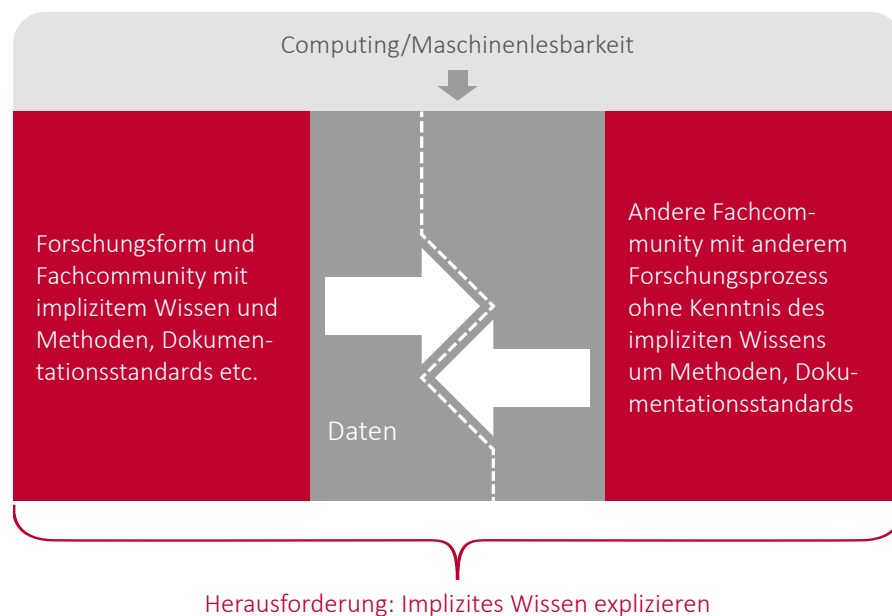 Computing/Maschinenlesbarkeit
Forschungsform und
Fachcommunity mit
implizitem Wissen und
Methoden, Dokumen-
tationsstandards etc.
Daten
Andere Fachcom-
munity mit anderem
Forschungsprozess
ohne Kenntnis des
impliziten Wissens
um Methoden, Doku-
mentationsstandards
Herausforderung: Implizites Wissen explizieren